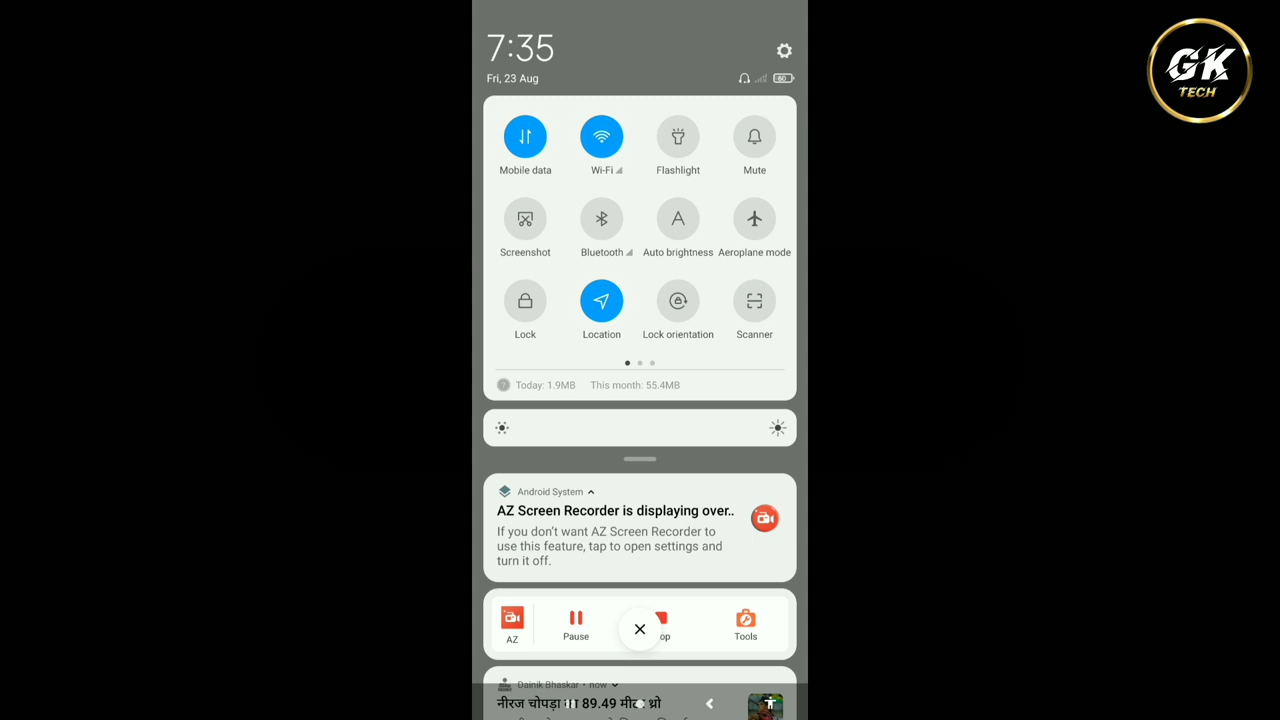 7:35
Fri, 23 Aug
60
GK
TECH
Mobile data
Wi-Fi
Flashlight
Mute
Screenshot
Bluetooth
Auto brightness
Aeroplane mode
A
Lock
Location
Lock orientation
Scanner
? Today: 1.9MB This month: 55.4MB
Android System
AZ Screen Recorder is displaying over..
If you don't want AZ Screen Recorder to
use this feature, tap to open settings and
turn it off.
AZ
Pause
op
Tools
Dainik Bhaskar • now
नीरज चोपड़ा का 89.49 मीटर थ्रो